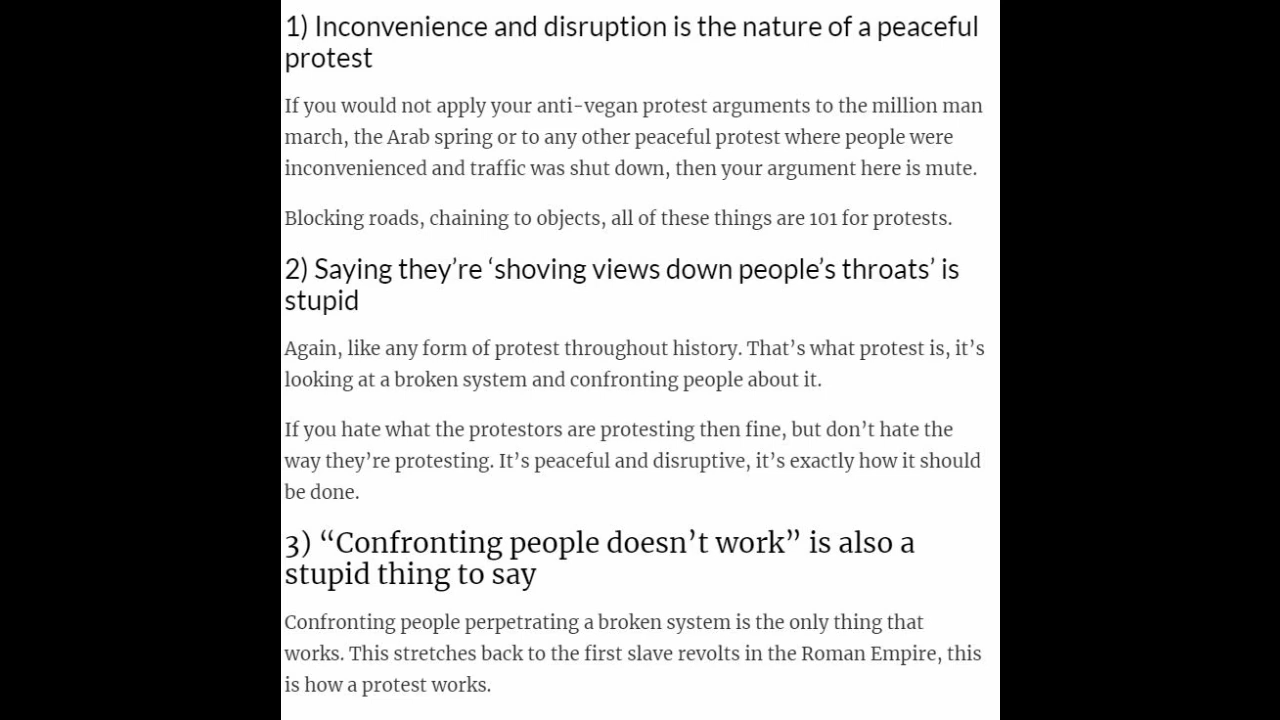 1) Inconvenience and disruption is the nature of a peaceful
protest
If you would not apply your anti-vegan protest arguments to the million man
march, the Arab spring or to any other peaceful protest where people were
inconvenienced and traffic was shut down, then your argument here is mute.
Blocking roads, chaining to objects, all of these things are 101 for protests.
2) Saying they’re ‘shoving views down people’s throats’ is
stupid
Again, like any form of protest throughout history. That’s what protest is, it’s
looking at a broken system and confronting people about it.
If you hate what the protestors are protesting then fine, but don’t hate the
way they’re protesting. It’s peaceful and disruptive, it’s exactly how it should
be done.
3) “Confronting people doesn’t work” is also a
stupid thing to say
Confronting people perpetrating a broken system is the only thing that
works. This stretches back to the first slave revolts in the Roman Empire, this
is how a protest works.